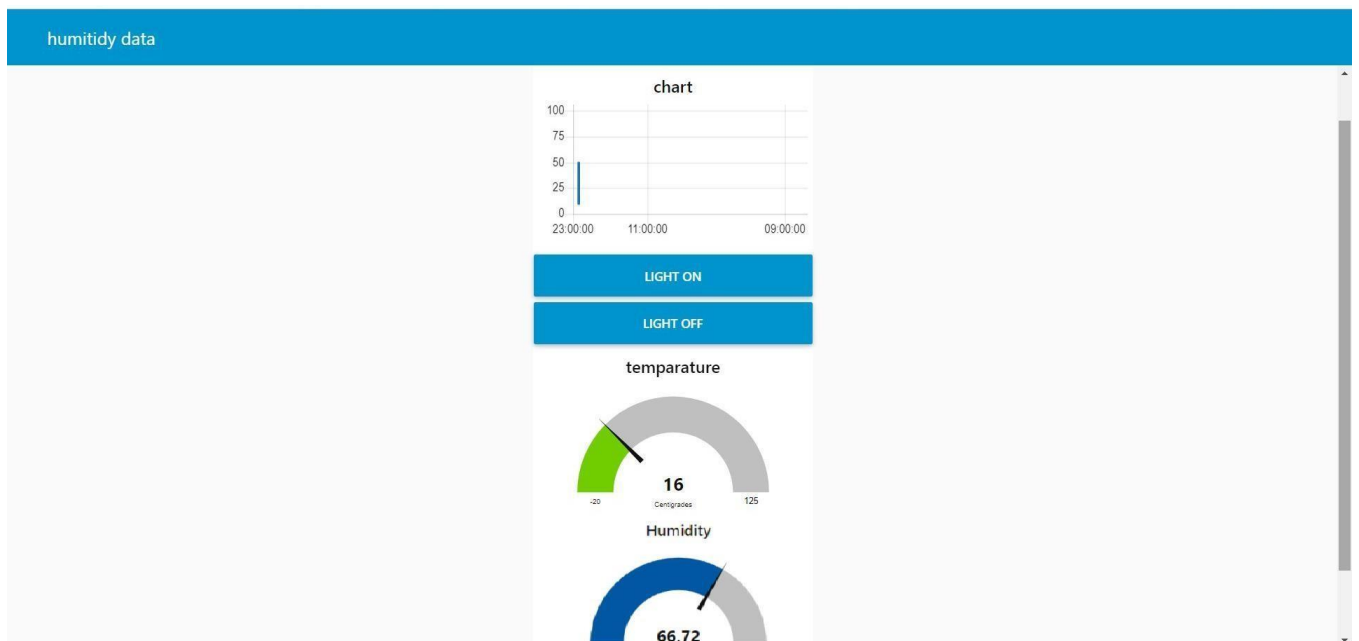 humitidy data
chart
100
75
50
25
0
23:00:00 11:00:00 09:00:00
LIGHT ON
LIGHT OFF
temparature
16
-20 Centigrades 125
Humidity
66.72